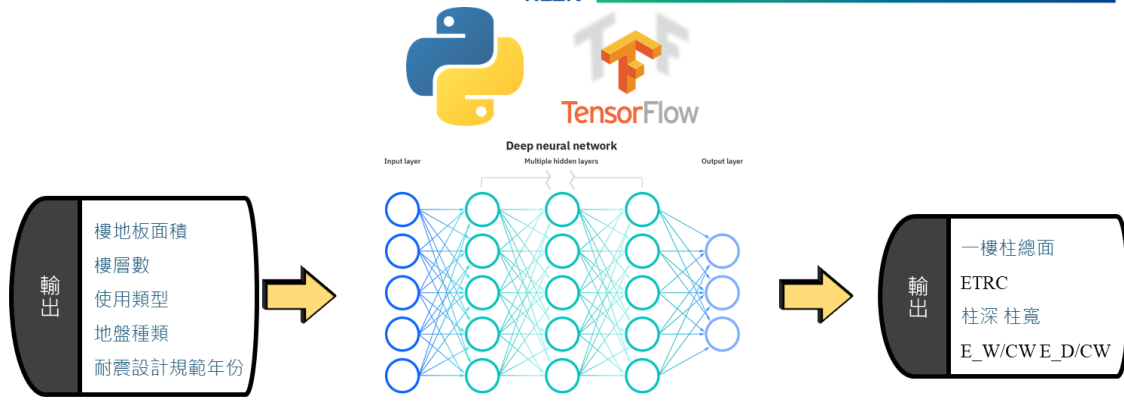 TensorFlow
Deep neural network
Input layer
Multiple hidden layers
Output layer
輸出
樓地板面積
樓層數
使用類型
地盤種類
耐震設計規範年份
輸出
一樓柱總面
ETRC
柱深 柱寬
E_W/CW E_D/CW